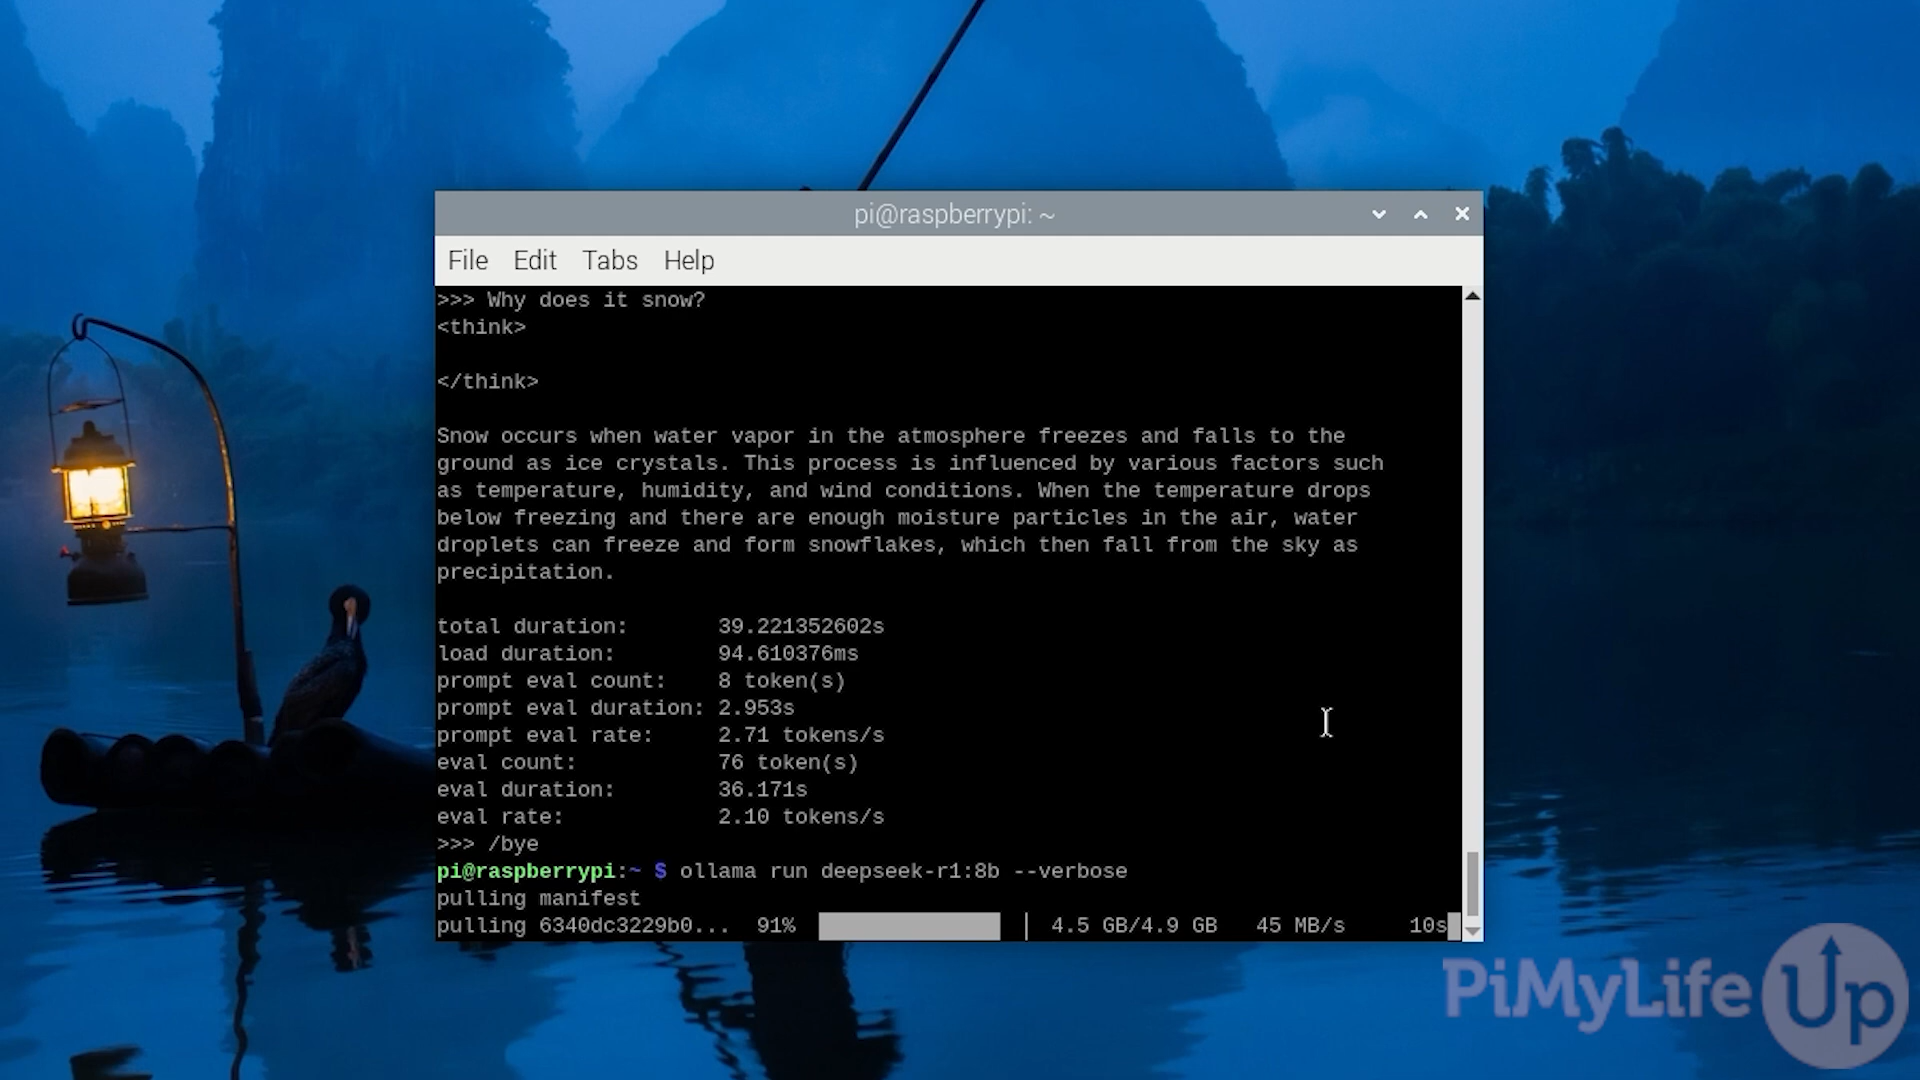 pi@raspberrypi: ~
File Edit Tabs Help
>>> Why does it snow?
<think>
</think>
Snow occurs when water vapor in the atmosphere freezes and falls to the
ground as ice crystals. This process is influenced by various factors such
as temperature, humidity, and wind conditions. When the temperature drops
below freezing and there are enough moisture particles in the air, water
droplets can freeze and form snowflakes, which then fall from the sky as
precipitation.
total duration: 39.221352602s
load duration: 94.610376ms
prompt eval count: 8 token(s)
prompt eval duration: 2.953s
prompt eval rate: 2.71 tokens/s
eval count: 76 token(s)
eval duration: 36.171s
eval rate: 2.10 tokens/s
>>> /bye
pi@raspberrypi:~ $ ollama run deepseek-r1:8b --verbose
pulling manifest
pulling 6340dc3229b0... 91% | 4.5 GB/4.9 GB 45 MB/s 10s
PiMyLifeUp